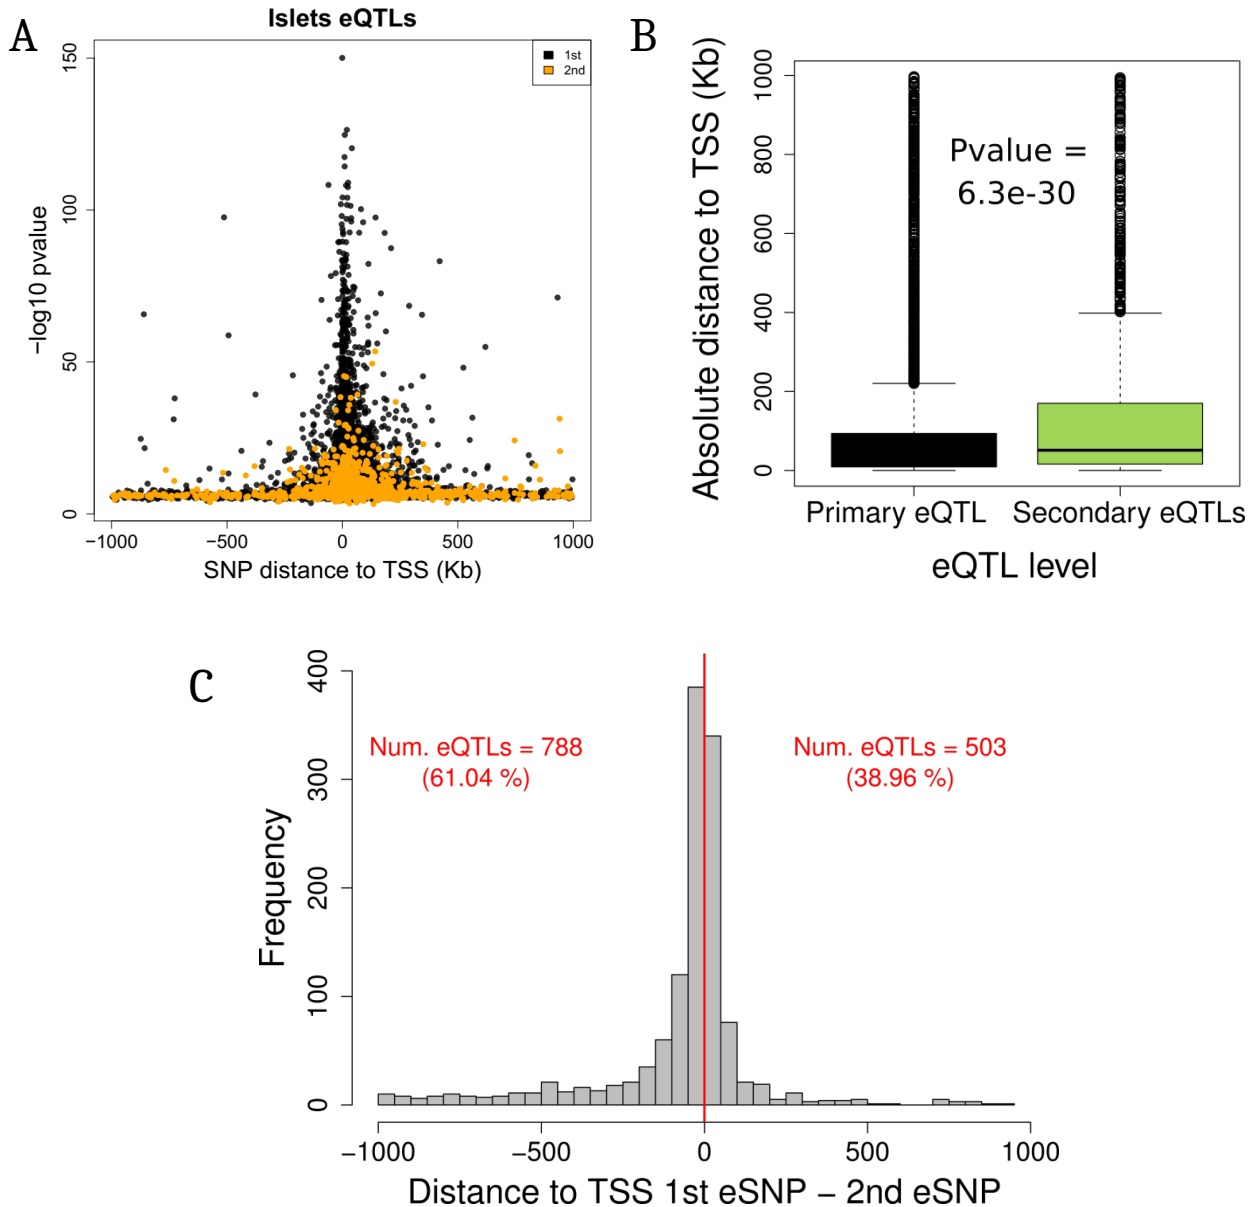 A
Islets eQTLs
1st
2nd
150
100
50
0
−log10 pvalue
−1000
−500
0
500
1000
SNP distance to TSS (Kb)
B
1000
800
600
400
200
0
Absolute distance to TSS (Kb)
Pvalue =
6.3e-30
Primary eQTL
Secondary eQTLs
eQTL level
C
400
300
200
100
0
Frequency
Num. eQTLs = 788
(61.04 %)
Num. eQTLs = 503
(38.96 %)
−1000
−500
0
500
1000
Distance to TSS 1st eSNP − 2nd eSNP